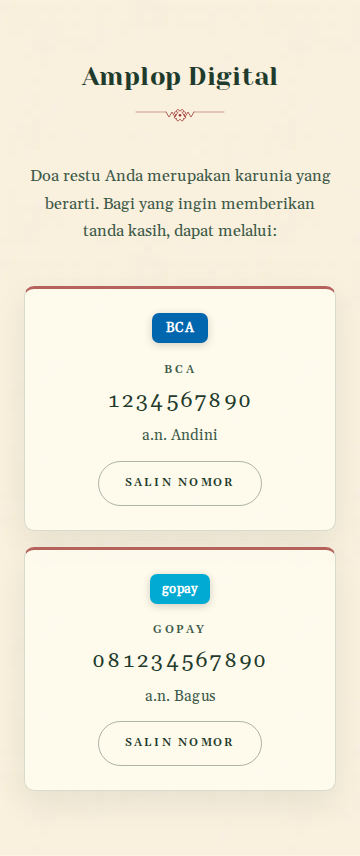 Amplop Digital
Doa restu Anda merupakan karunia yang
berarti. Bagi yang ingin memberikan
tanda kasih, dapat melalui:
BCA
BCA
1234567890
a.n. Andini
SALIN NOMOR
gopay
GOPAY
081234567890
a.n. Bagus
SALIN NOMOR